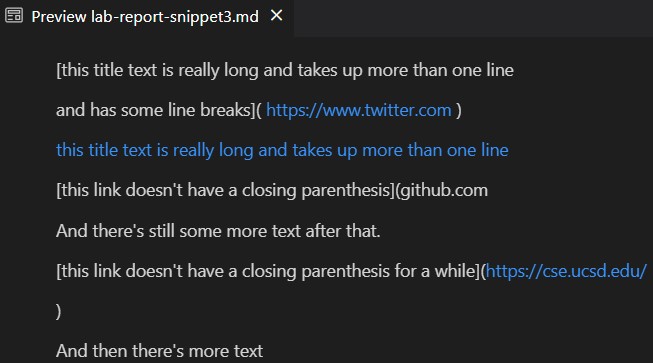 Preview lab-report-snippet3.md
[this title text is really long and takes up more than one line
and has some line breaks]( https://www.twitter.com )
this title text is really long and takes up more than one line
[this link doesn't have a closing parenthesis](github.com
And there's still some more text after that.
[this link doesn't have a closing parenthesis for a while](https://cse.ucsd.edu/
)
And then there's more text